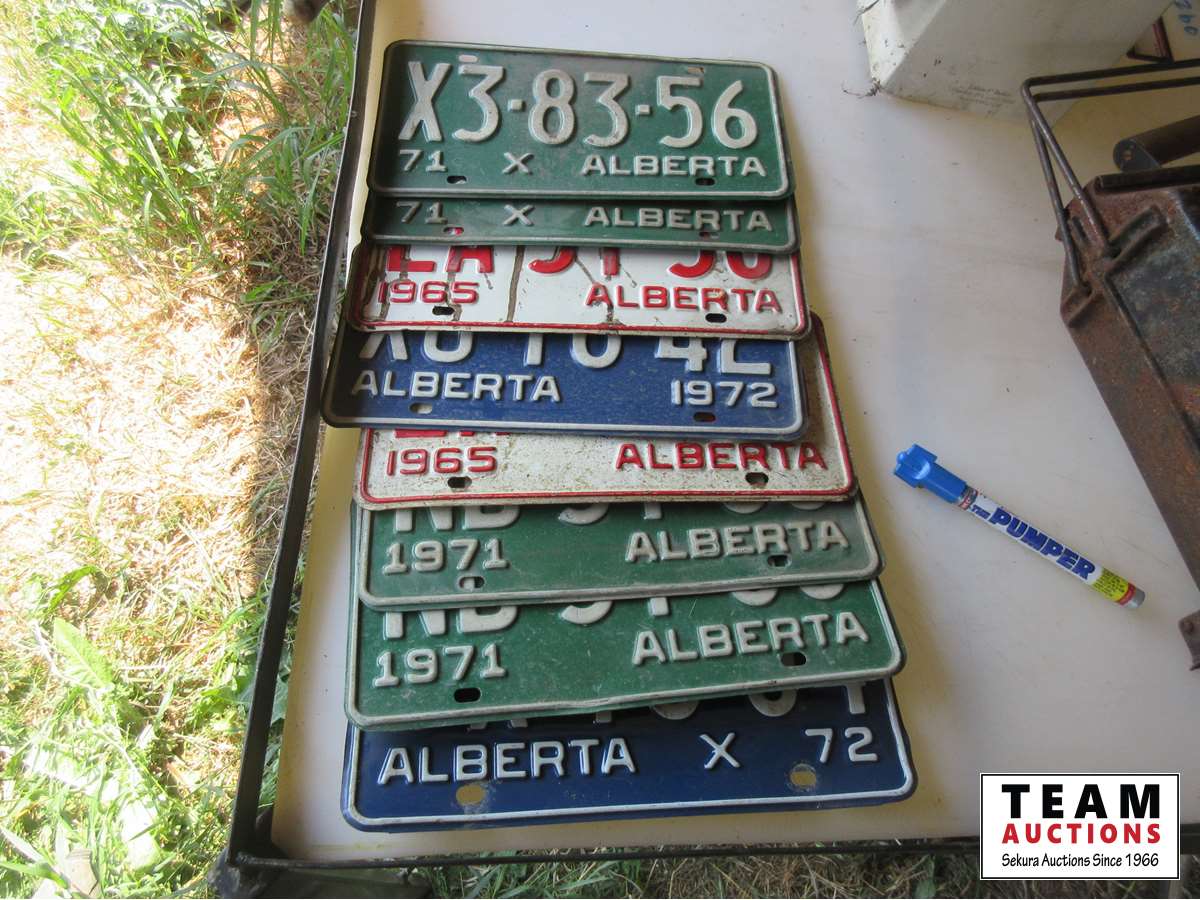 X3-83-56
71 X ALBERTA
71 X ALBERTA
1965 ALBERTA
ALBERTA 1972
1965 ALBERTA
1971 ALBERTA
1971 ALBERTA
ALBERTA X 72
PUMPER
TEAM
AUCTIONS
Sekura Auctions Since 1966